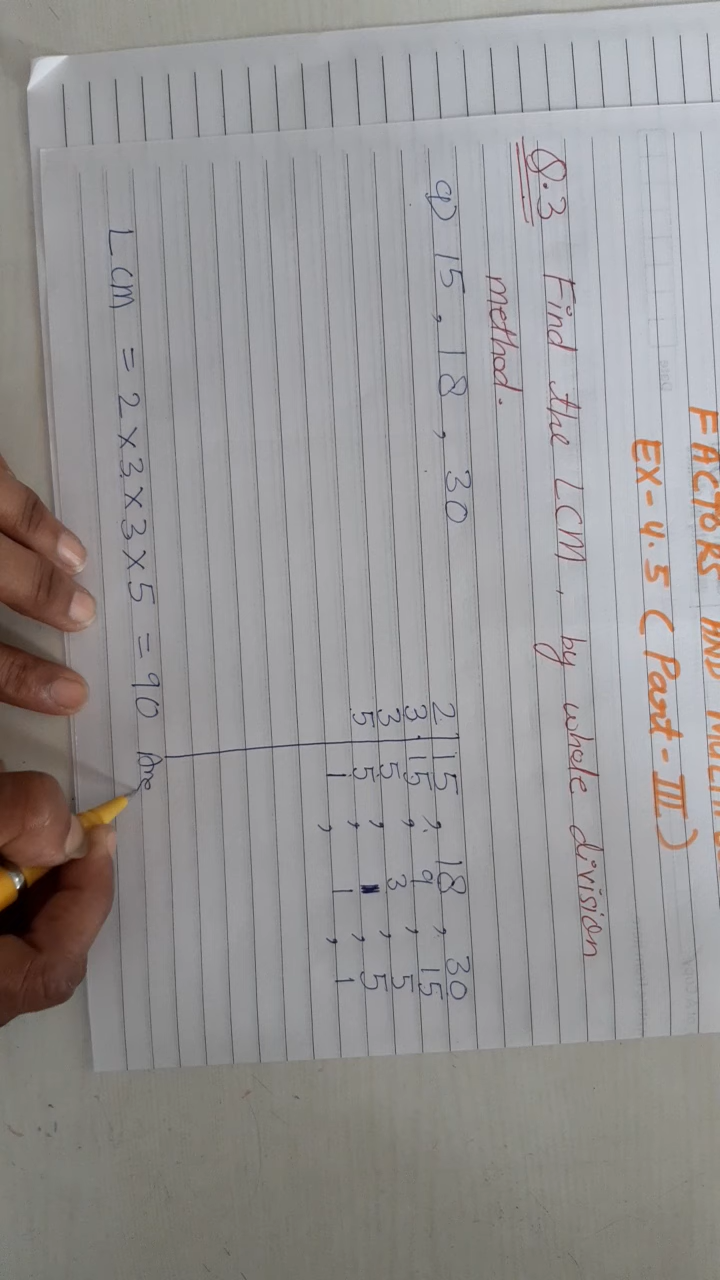 FACTORS AND
EX-4.5 (Part-III)
Q.3 Find the LCM, by whole division
method.
a) 15, 18, 30
2 | 15, 18, 30
3 | 15, 9, 15
3 | 5, 3, 5
5 | 5, 1, 5
1, 1, 1
LCM = 2×3×3×5 = 90 Ans